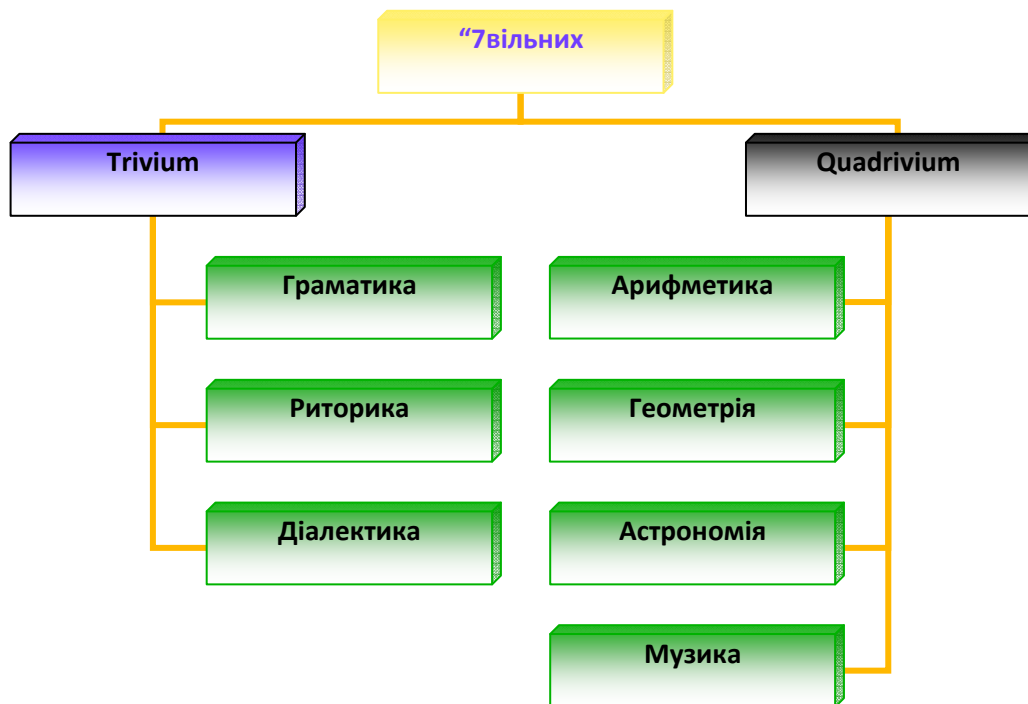 “7вільних
Trivium
Quadrivium
Граматика
Арифметика
Риторика
Геометрія
Діалектика
Астрономія
Музика